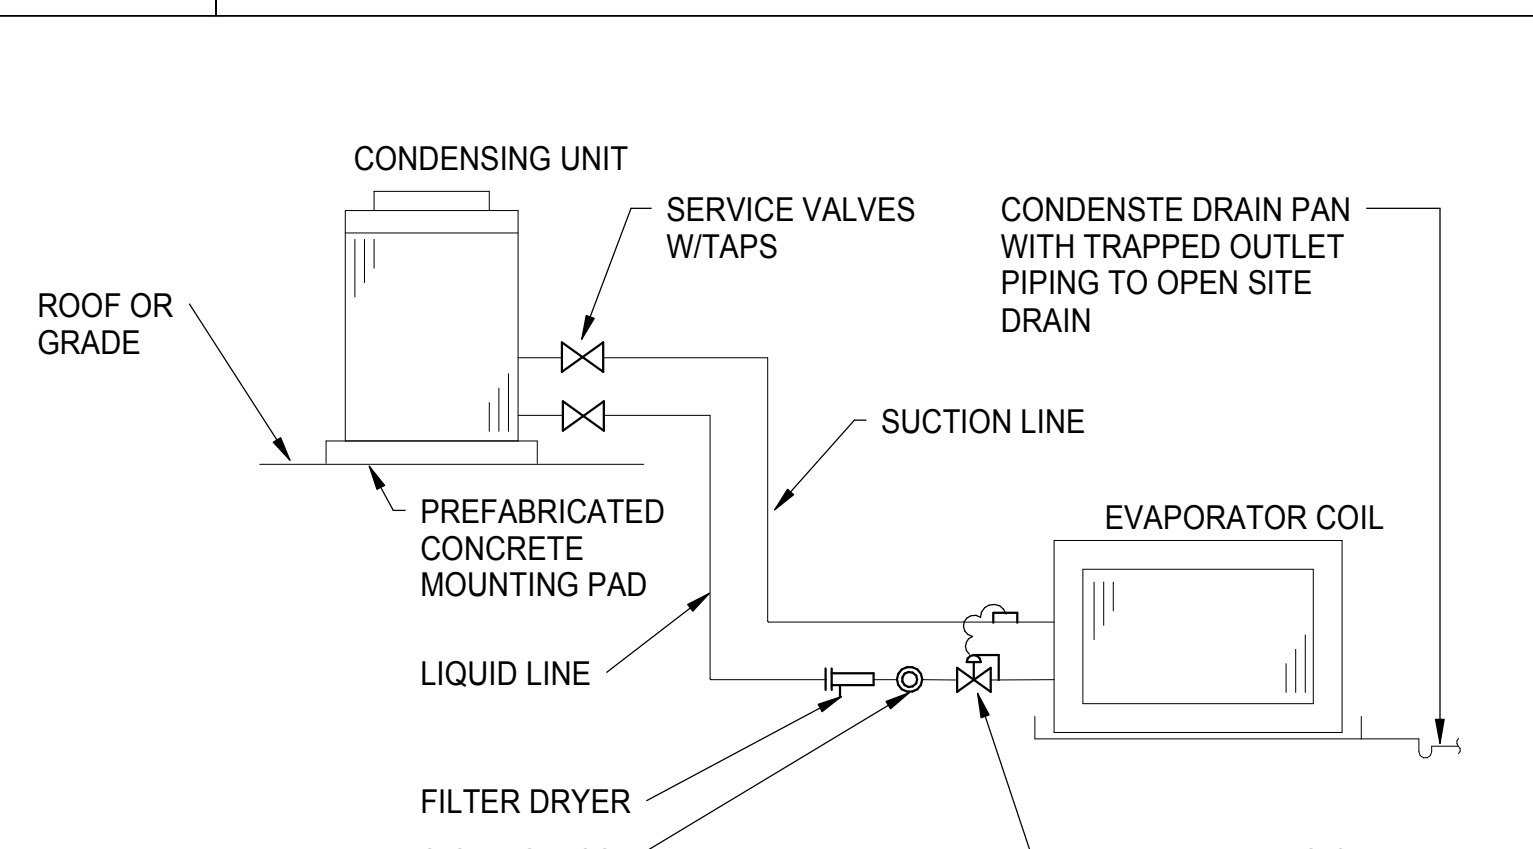 CONDENSING UNIT
SERVICE VALVES
W/TAPS
CONDENSTE DRAIN PAN
WITH TRAPPED OUTLET
PIPING TO OPEN SITE
DRAIN
ROOF OR
GRADE
SUCTION LINE
PREFABRICATED
CONCRETE
MOUNTING PAD
EVAPORATOR COIL
LIQUID LINE
FILTER DRYER